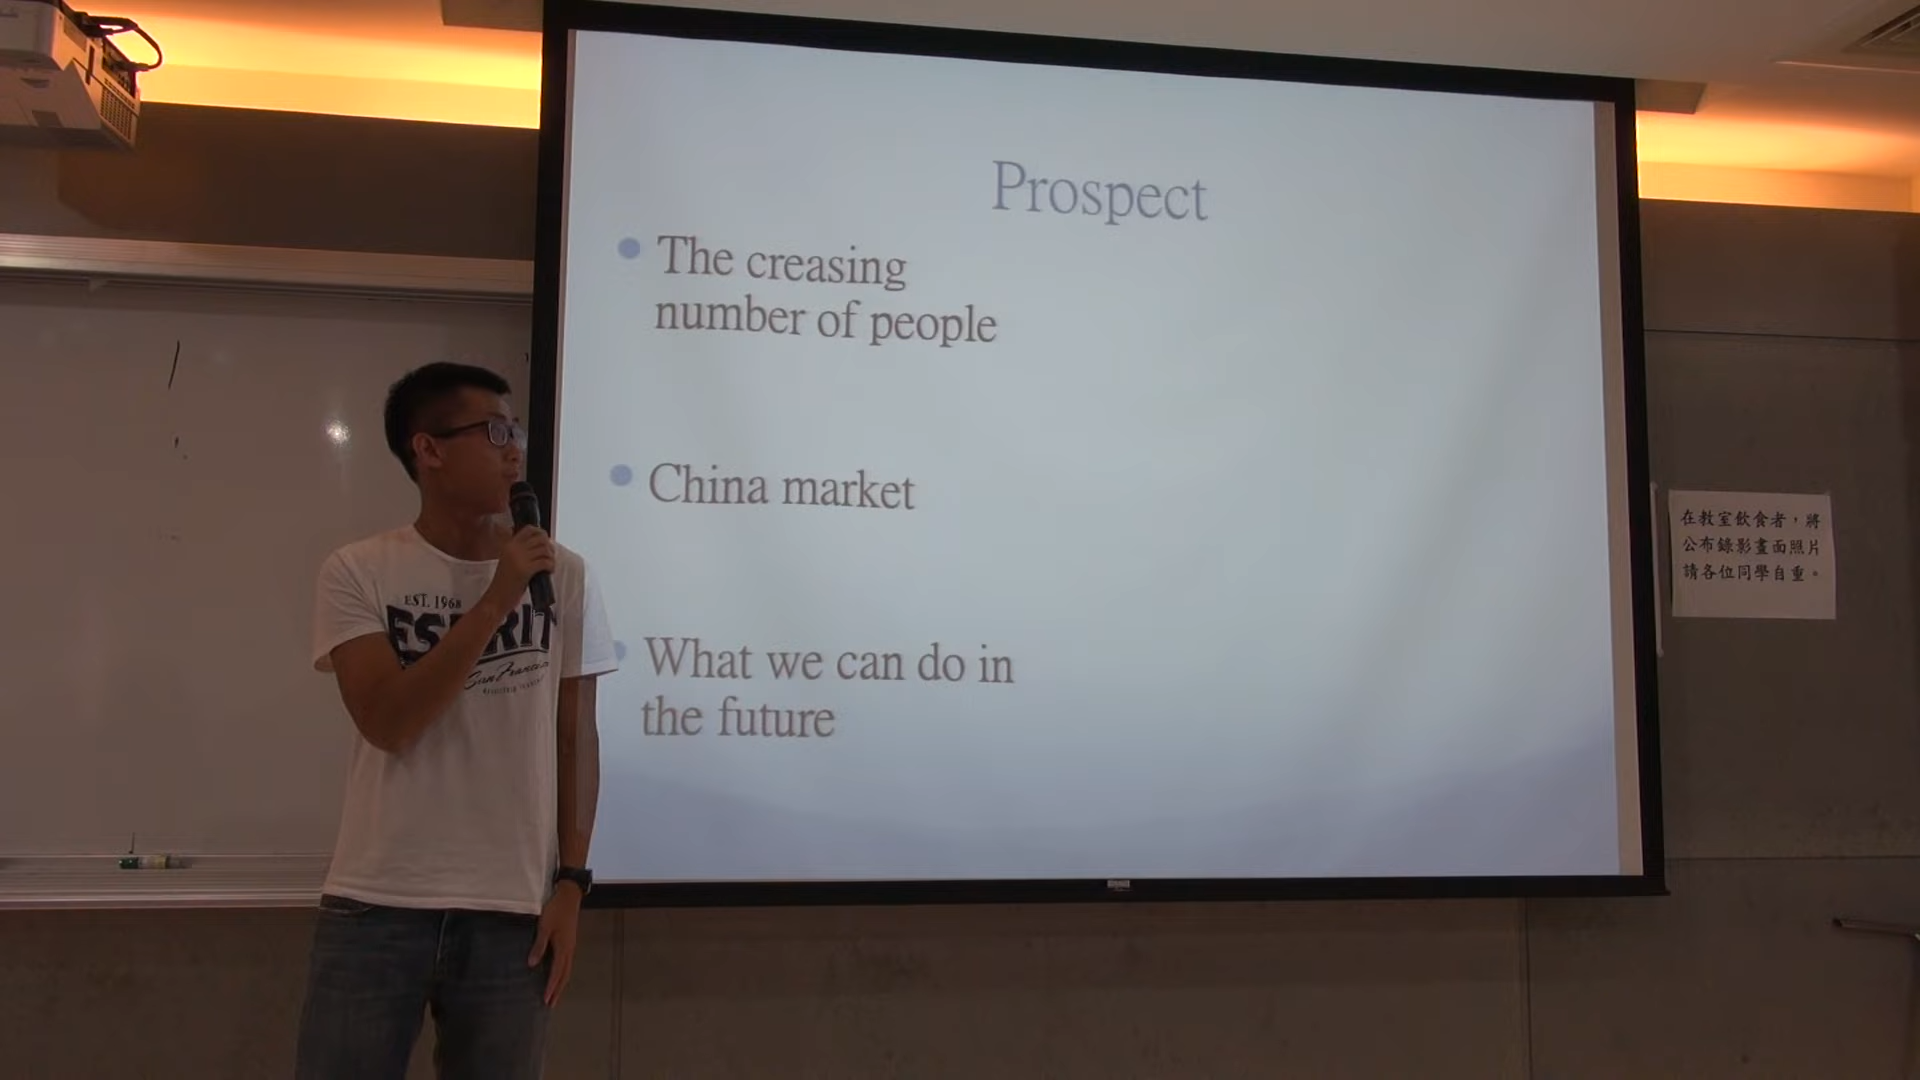 Prospect
The creasing
number of people
China market
What we can do in
the future
EST. 1968
ESPRIT
San Francisco
在教室飲食者，將
公布錄影畫面照片
請各位同學自重。